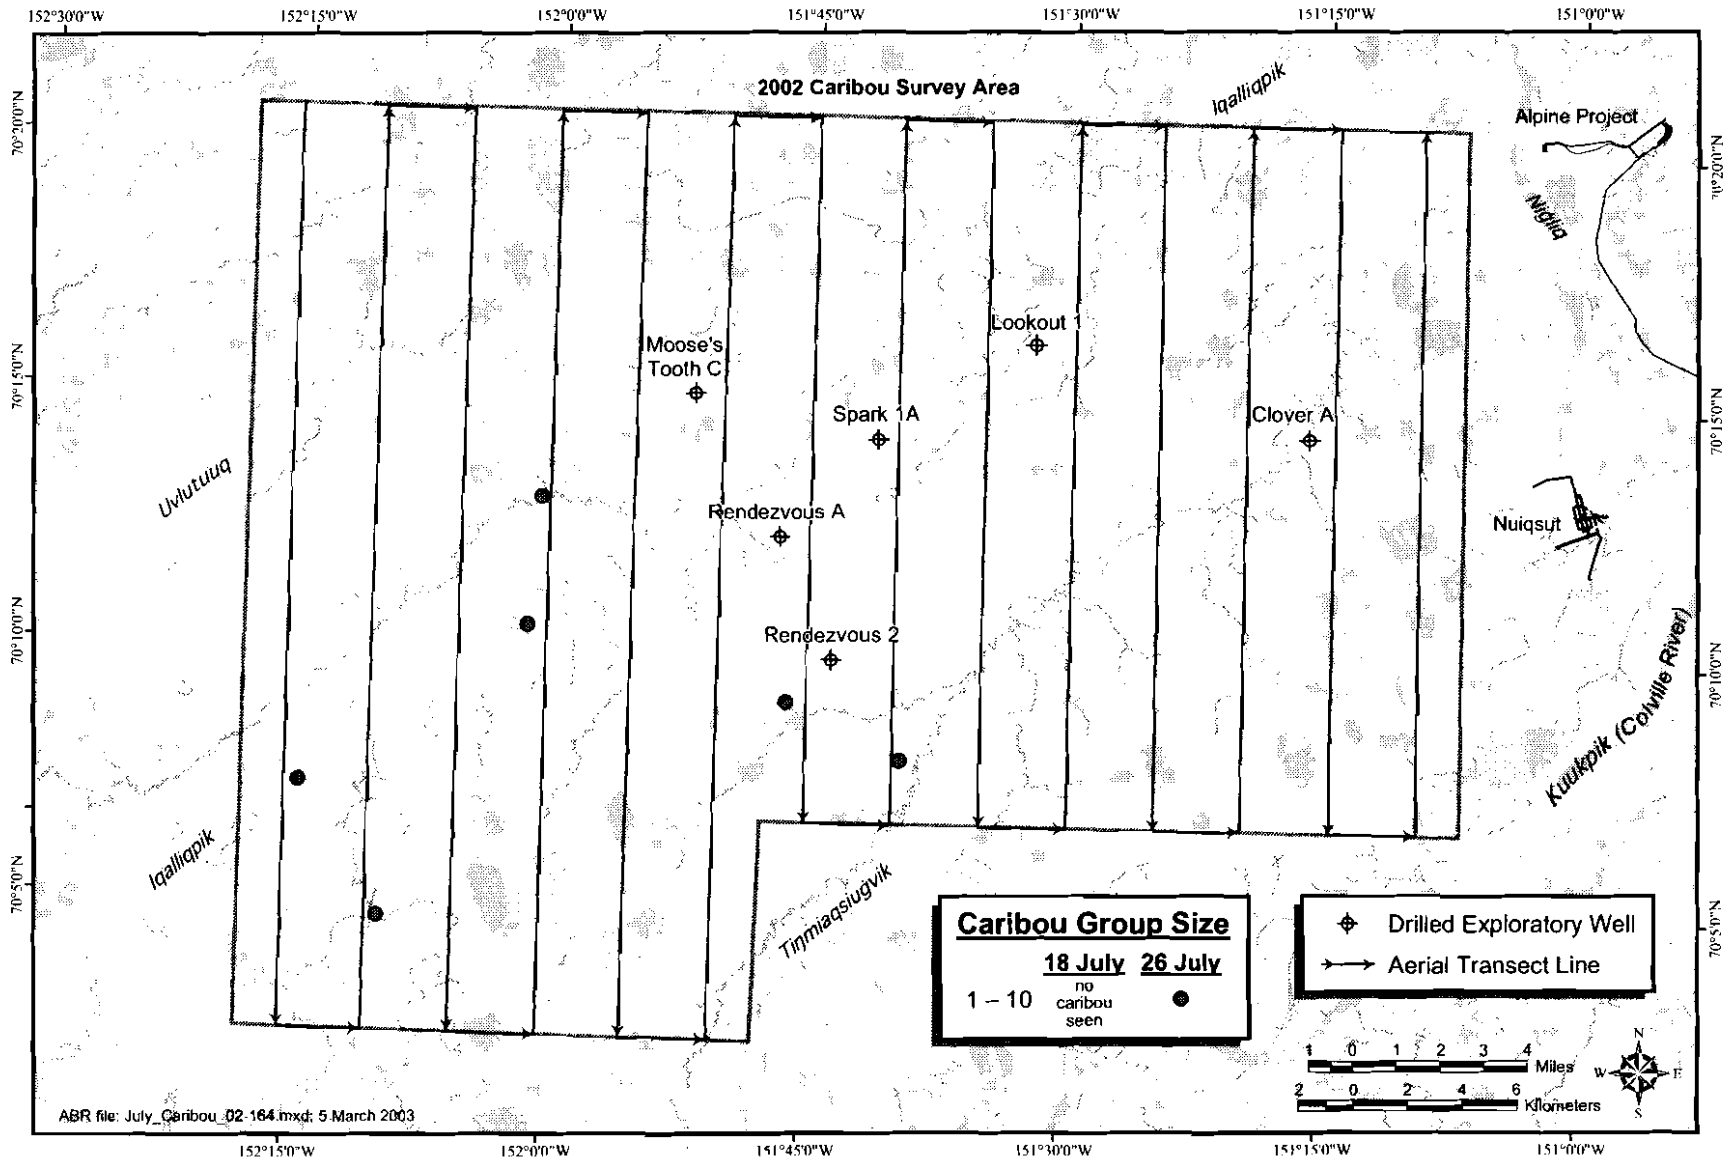 152°30'0"W 152°15'0"W 152°0'0"W 151°45'0"W 151°30'0"W 151°15'0"W 151°0'0"W
2002 Caribou Survey Area
Iqalliqpik
Alpine Project
70°20'0"N
70°20'0"N
Niġliq
Lookout 1
Moose's
Tooth C
70°15'0"N
Spark 1A
Clover A
70°15'0"N
Uvlutuuq
Rendezvous A
Nuiqsut
Rendezvous 2
70°10'0"N
70°10'0"N
Kuukpik (Colville River)
Iqalliqpik
70°5'0"N
Tiŋmiaqsiugvik
70°5'0"N
Caribou Group Size
18 July 26 July
1 – 10
no
caribou
seen
Drilled Exploratory Well
Aerial Transect Line
1 0 1 2 3 4
Miles
2 0 2 4 6
Kilometers
N
W E
S
ABR file: July_Caribou_02-164.mxd; 5 March 2003
152°15'0"W 152°0'0"W 151°45'0"W 151°30'0"W 151°15'0"W 151°0'0"W